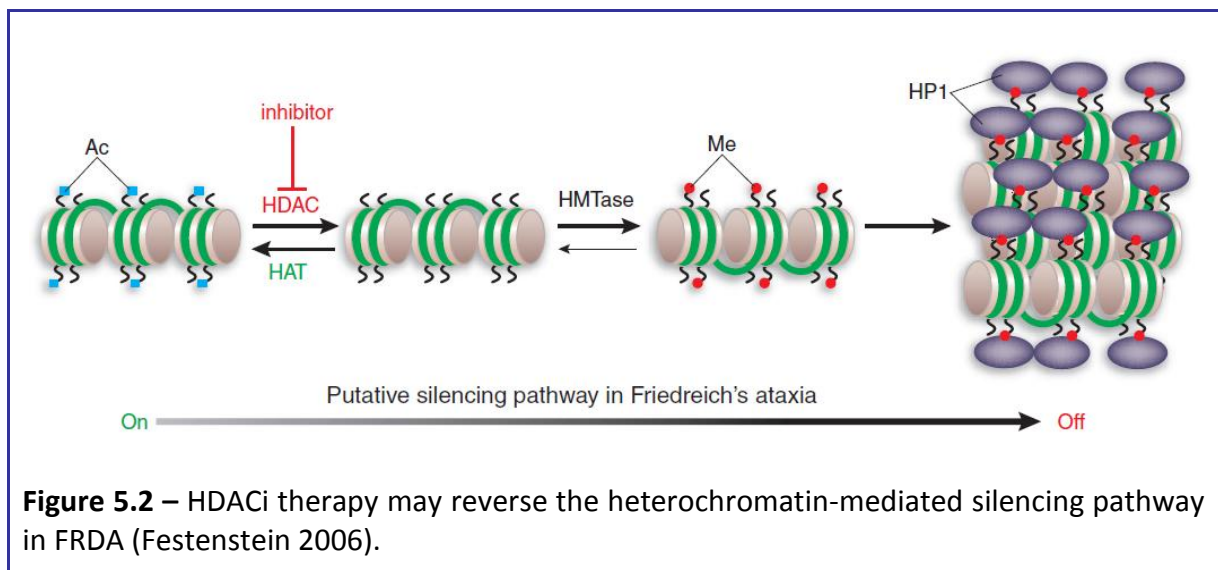 HP1
inhibitor
Ac
Me
HDAC
HMTase
HAT
Putative silencing pathway in Friedreich's ataxia
On
Off
Figure 5.2 – HDACi therapy may reverse the heterochromatin-mediated silencing pathway
in FRDA (Festenstein 2006).